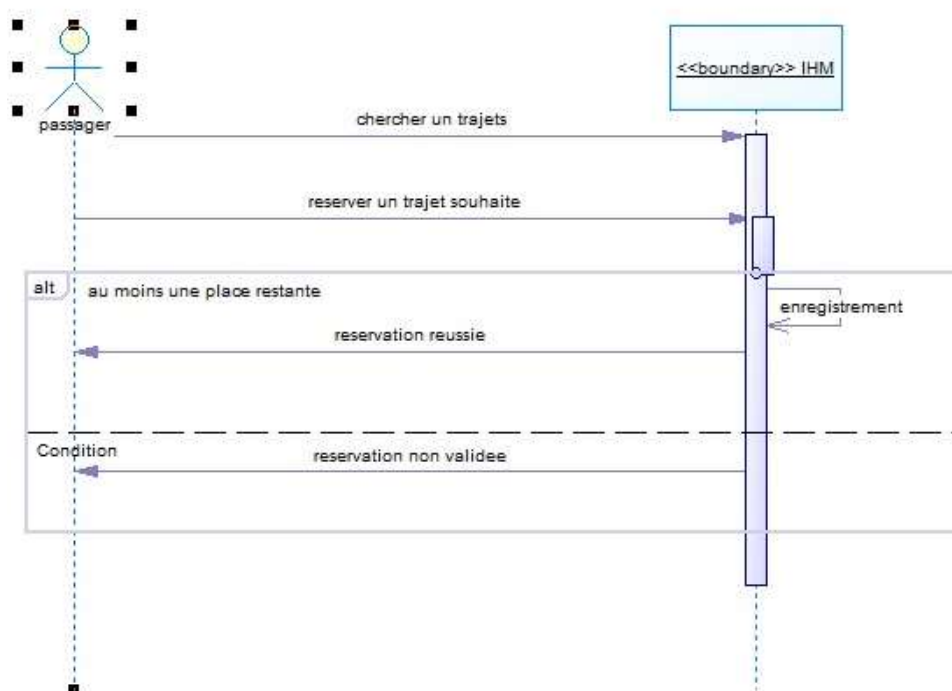 <<boundary>> IHM
passager
chercher un trajets
reserver un trajet souhaite
alt
au moins une place restante
enregistrement
reservation reussie
Condition
reservation non validee